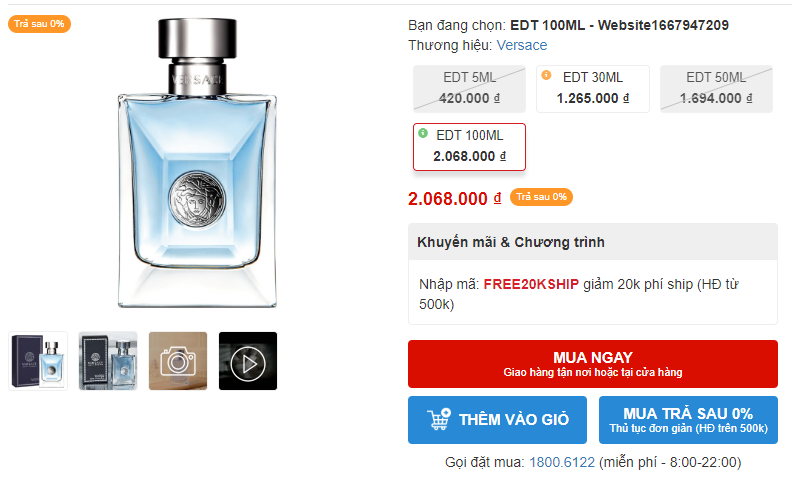 Trả sau 0%
VERSACE
Bạn đang chọn: EDT 100ML - Website1667947209
Thương hiệu: Versace
EDT 5ML
420.000 ₫
EDT 30ML
1.265.000 ₫
EDT 50ML
1.694.000 ₫
EDT 100ML
2.068.000 ₫
2.068.000 ₫ Trả sau 0%
Khuyến mãi & Chương trình
Nhập mã: FREE20KSHIP giảm 20k phí ship (HĐ từ
500k)
MUA NGAY
Giao hàng tận nơi hoặc tại cửa hàng
THÊM VÀO GIỎ
MUA TRẢ SAU 0%
Thủ tục đơn giản (HĐ trên 500k)
Gọi đặt mua: 1800.6122 (miễn phí - 8:00-22:00)